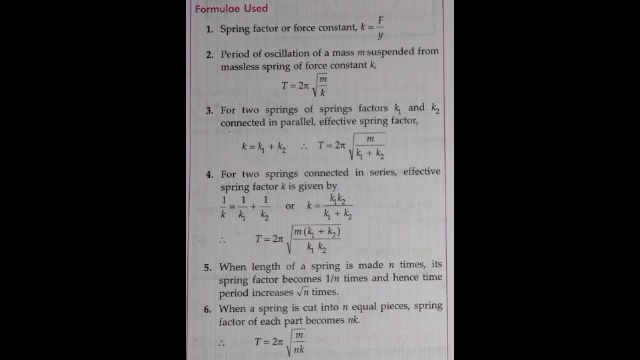 Formulae Used
1. Spring factor or force constant, k = F/y
2. Period of oscillation of a mass m suspended from
massless spring of force constant k,
T = 2π √(m/k)
3. For two springs of springs factors k₁ and k₂
connected in parallel, effective spring factor,
k = k₁ + k₂ ∴ T = 2π √(m/(k₁ + k₂))
4. For two springs connected in series, effective
spring factor k is given by
1/k = 1/k₁ + 1/k₂ or k = k₁k₂/(k₁ + k₂)
∴ T = 2π √(m(k₁ + k₂)/(k₁ k₂))
5. When length of a spring is made n times, its
spring factor becomes 1/n times and hence time
period increases √n times.
6. When a spring is cut into n equal pieces, spring
factor of each part becomes nk.
∴ T = 2π √(m/nk)